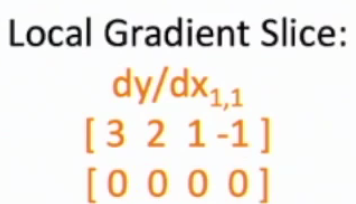 Local Gradient Slice:
dy/dx₁,₁
[ 3 2 1 -1 ]
[ 0 0 0 0 ]